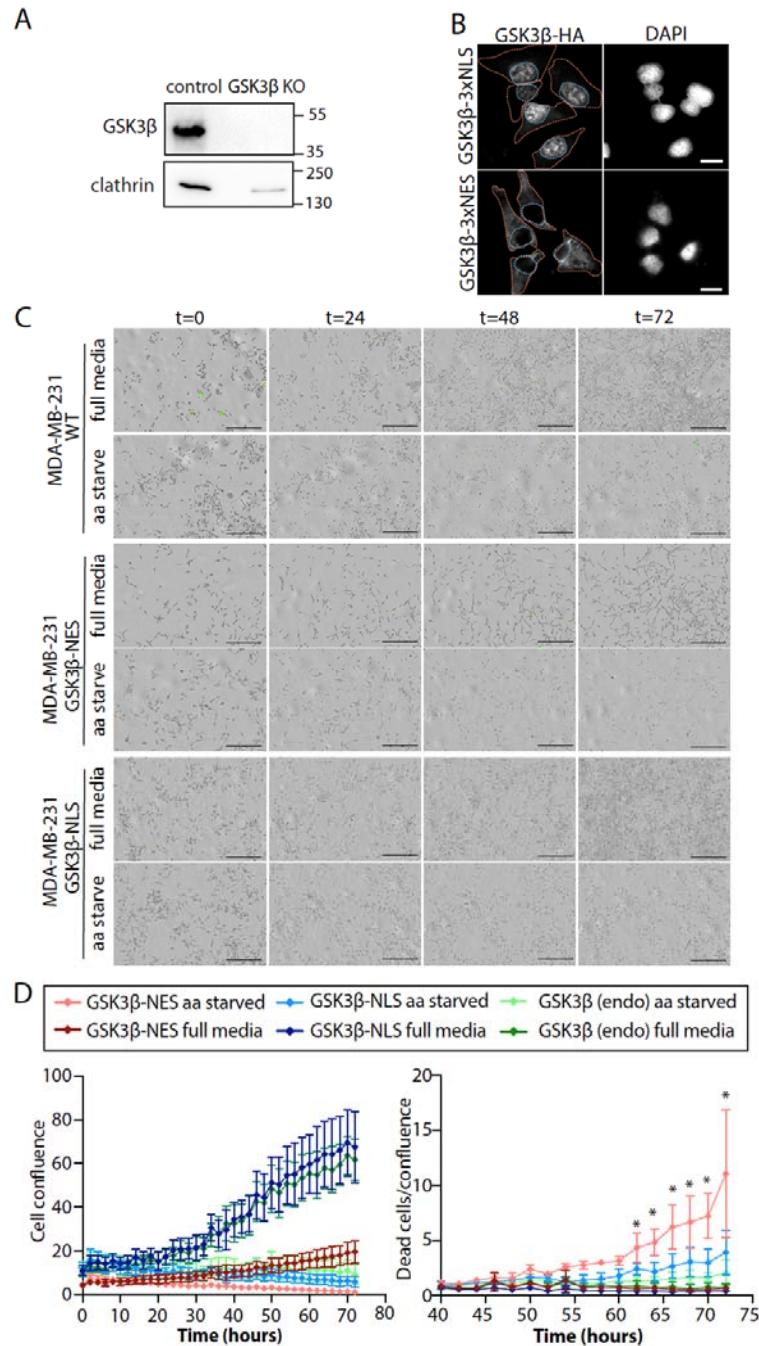 A
control GSK3β KO
GSK3β
55
35
clathrin
250
130
B
GSK3β-HA DAPI
GSK3β-3xNLS
GSK3β-3xNES
C
t=0 t=24 t=48 t=72
MDA-MB-231
WT
full media
aa starve
MDA-MB-231
GSK3β-NES
full media
aa starve
MDA-MB-231
GSK3β-NLS
full media
aa starve
D
GSK3β-NES aa starved GSK3β-NLS aa starved GSK3β (endo) aa starved
GSK3β-NES full media GSK3β-NLS full media GSK3β (endo) full media
Cell confluence
100
80
60
40
20
0
0 10 20 30 40 50 60 70 80
Time (hours)
Dead cells/confluence
20
15
10
5
0
40 45 50 55 60 65 70 75
Time (hours)
* * * * * *